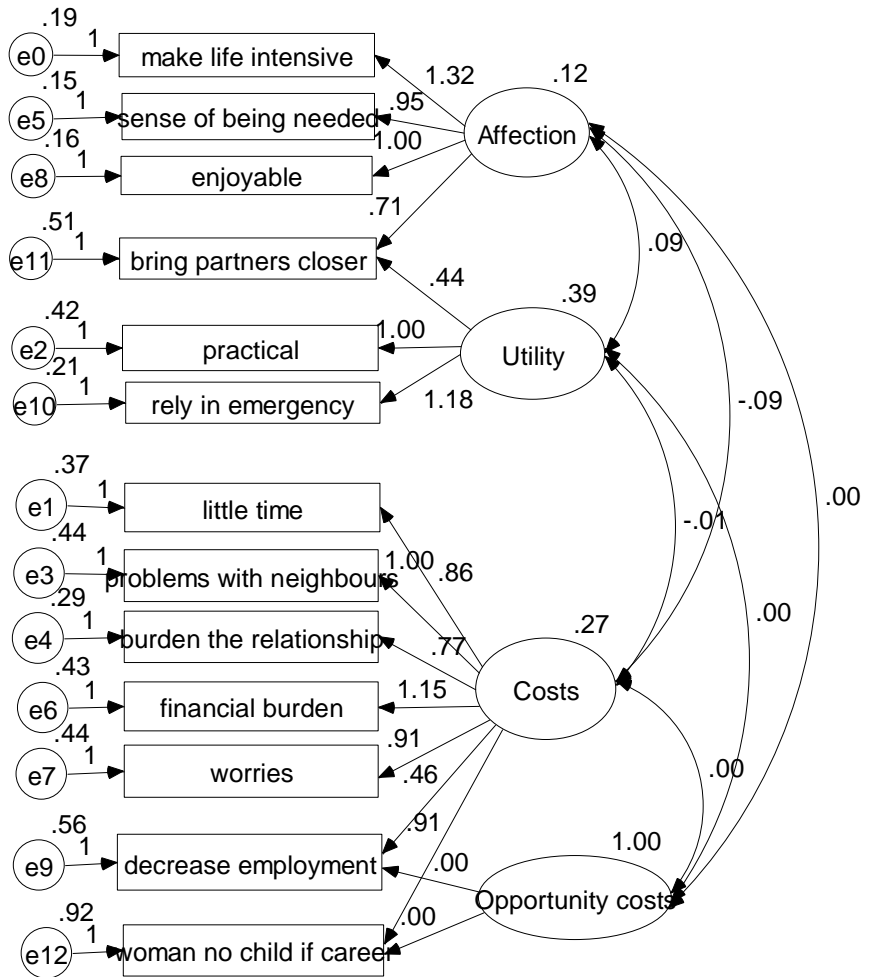 .19
e0
1
make life intensive
1.32
.12
.15
e5
1
sense of being needed
.95
Affection
.16
e8
1
enjoyable
1.00
.71
.51
e11
1
bring partners closer
.09
.44
.39
.42
e2
1
practical
1.00
Utility
.21
e10
1
rely in emergency
1.18
-.09
.37
e1
1
little time
.00
-.01
.44
e3
1
problems with neighbours
1.00
.86
.29
e4
1
burden the relationship
.77
.27
.00
.43
e6
1
financial burden
1.15
Costs
.44
e7
1
worries
.91
.46
.00
.56
e9
1
decrease employment
.91
.00
1.00
Opportunity costs
.92
e12
1
woman no child if career
.00